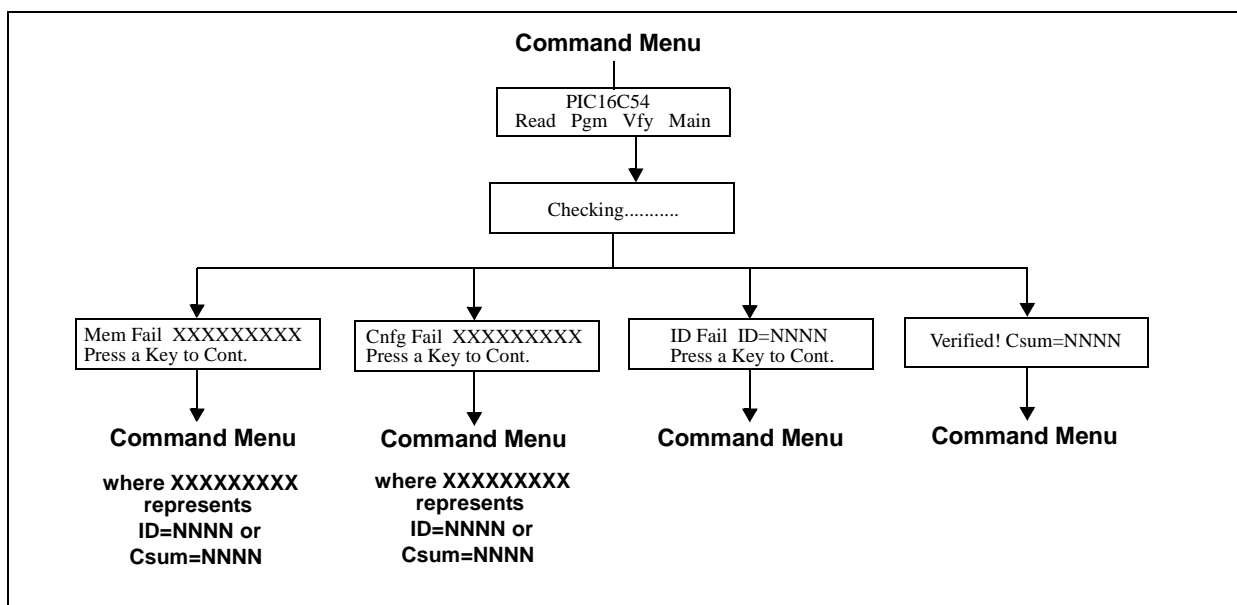 Command Menu
PIC16C54
Read Pgm Vfy Main
Checking...........
Mem Fail XXXXXXXXX
Press a Key to Cont.
Cnfg Fail XXXXXXXXX
Press a Key to Cont.
ID Fail ID=NNNN
Press a Key to Cont.
Verified! Csum=NNNN
Command Menu
where XXXXXXXXX
represents
ID=NNNN or
Csum=NNNN
Command Menu
where XXXXXXXXX
represents
ID=NNNN or
Csum=NNNN
Command Menu
Command Menu